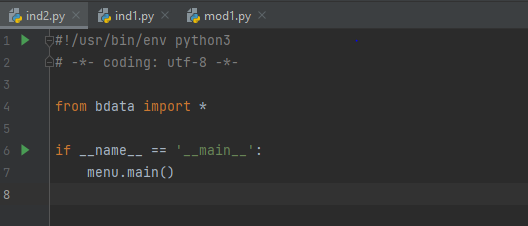 ind2.py ind1.py mod1.py
1 #!/usr/bin/env python3
2 # -*- coding: utf-8 -*-
3
4 from bdata import *
5
6 if __name__ == '__main__':
7     menu.main()
8